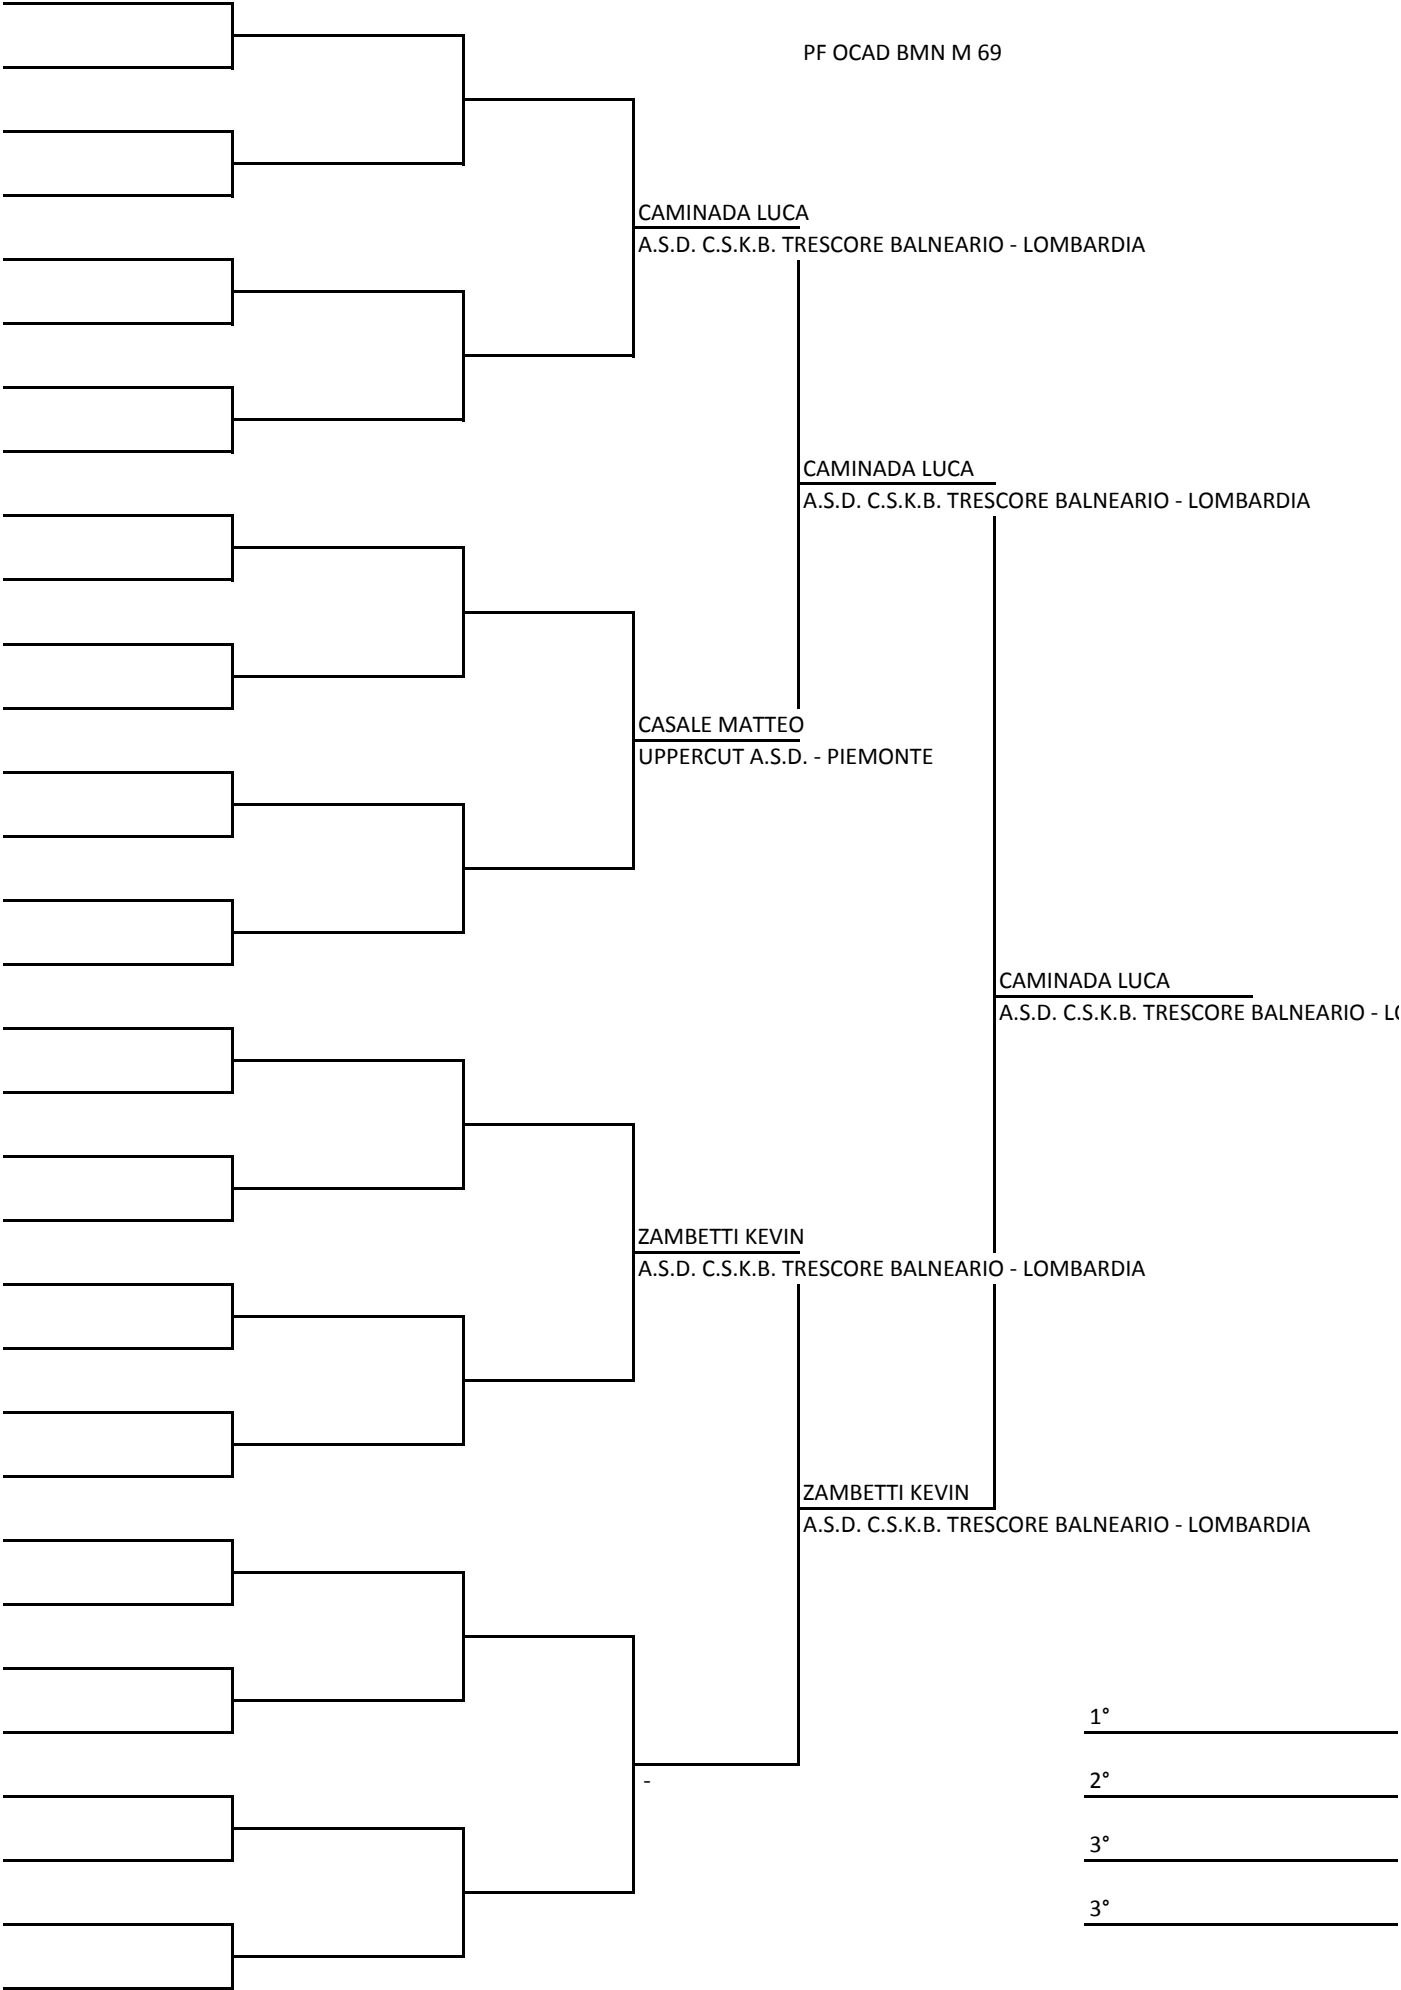 PF OCAD BMN M 69
CAMINADA LUCA
A.S.D. C.S.K.B. TRESCORE BALNEARIO - LOMBARDIA
CAMINADA LUCA
A.S.D. C.S.K.B. TRESCORE BALNEARIO - LOMBARDIA
CASALE MATTEO
UPPERCUT A.S.D. - PIEMONTE
CAMINADA LUCA
A.S.D. C.S.K.B. TRESCORE BALNEARIO -
ZAMBETTI KEVIN
A.S.D. C.S.K.B. TRESCORE BALNEARIO - LOMBARDIA
ZAMBETTI KEVIN
A.S.D. C.S.K.B. TRESCORE BALNEARIO - LOMBARDIA
1°
-
2°
3°
3°